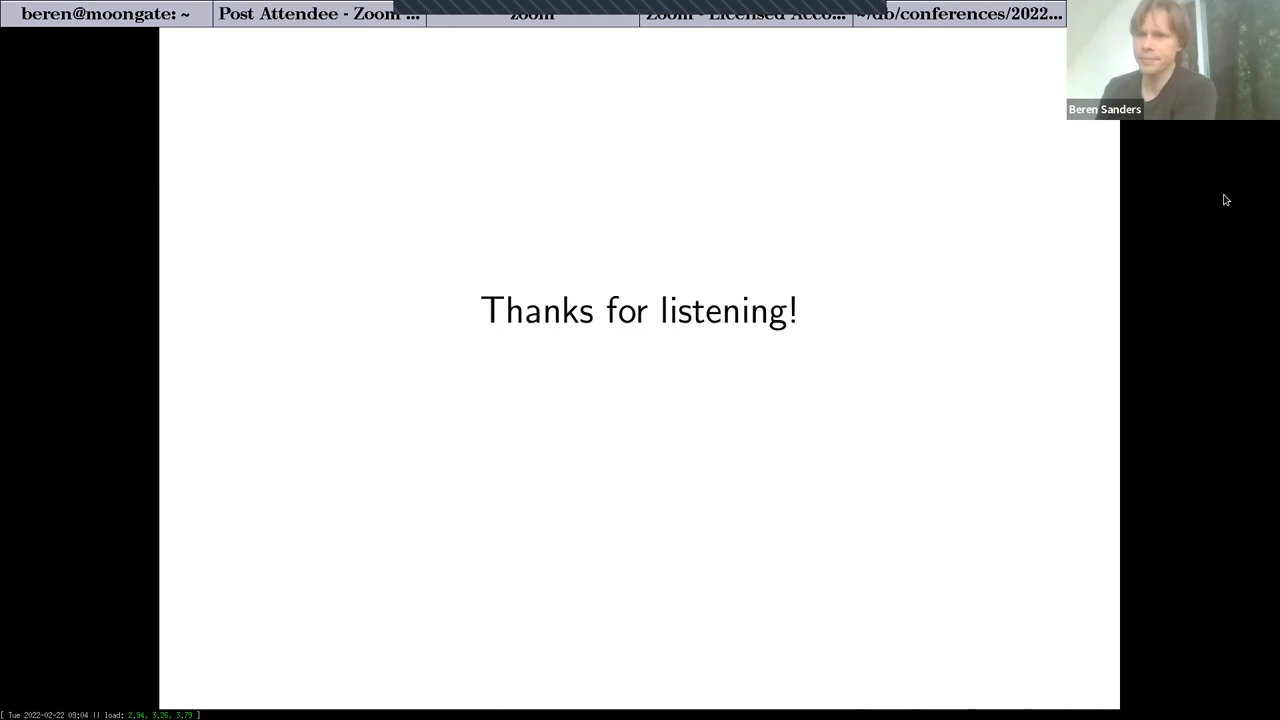 beren@moongate: ~
Post Attendee - Zoom ...
zoom
Zoom - Licensed Acco...
~/db/conferences/2022...
Beren Sanders
Thanks for listening!
[ Tue 2022-02-22 09:04 || load: 2.94, 3.26, 3.79 ]